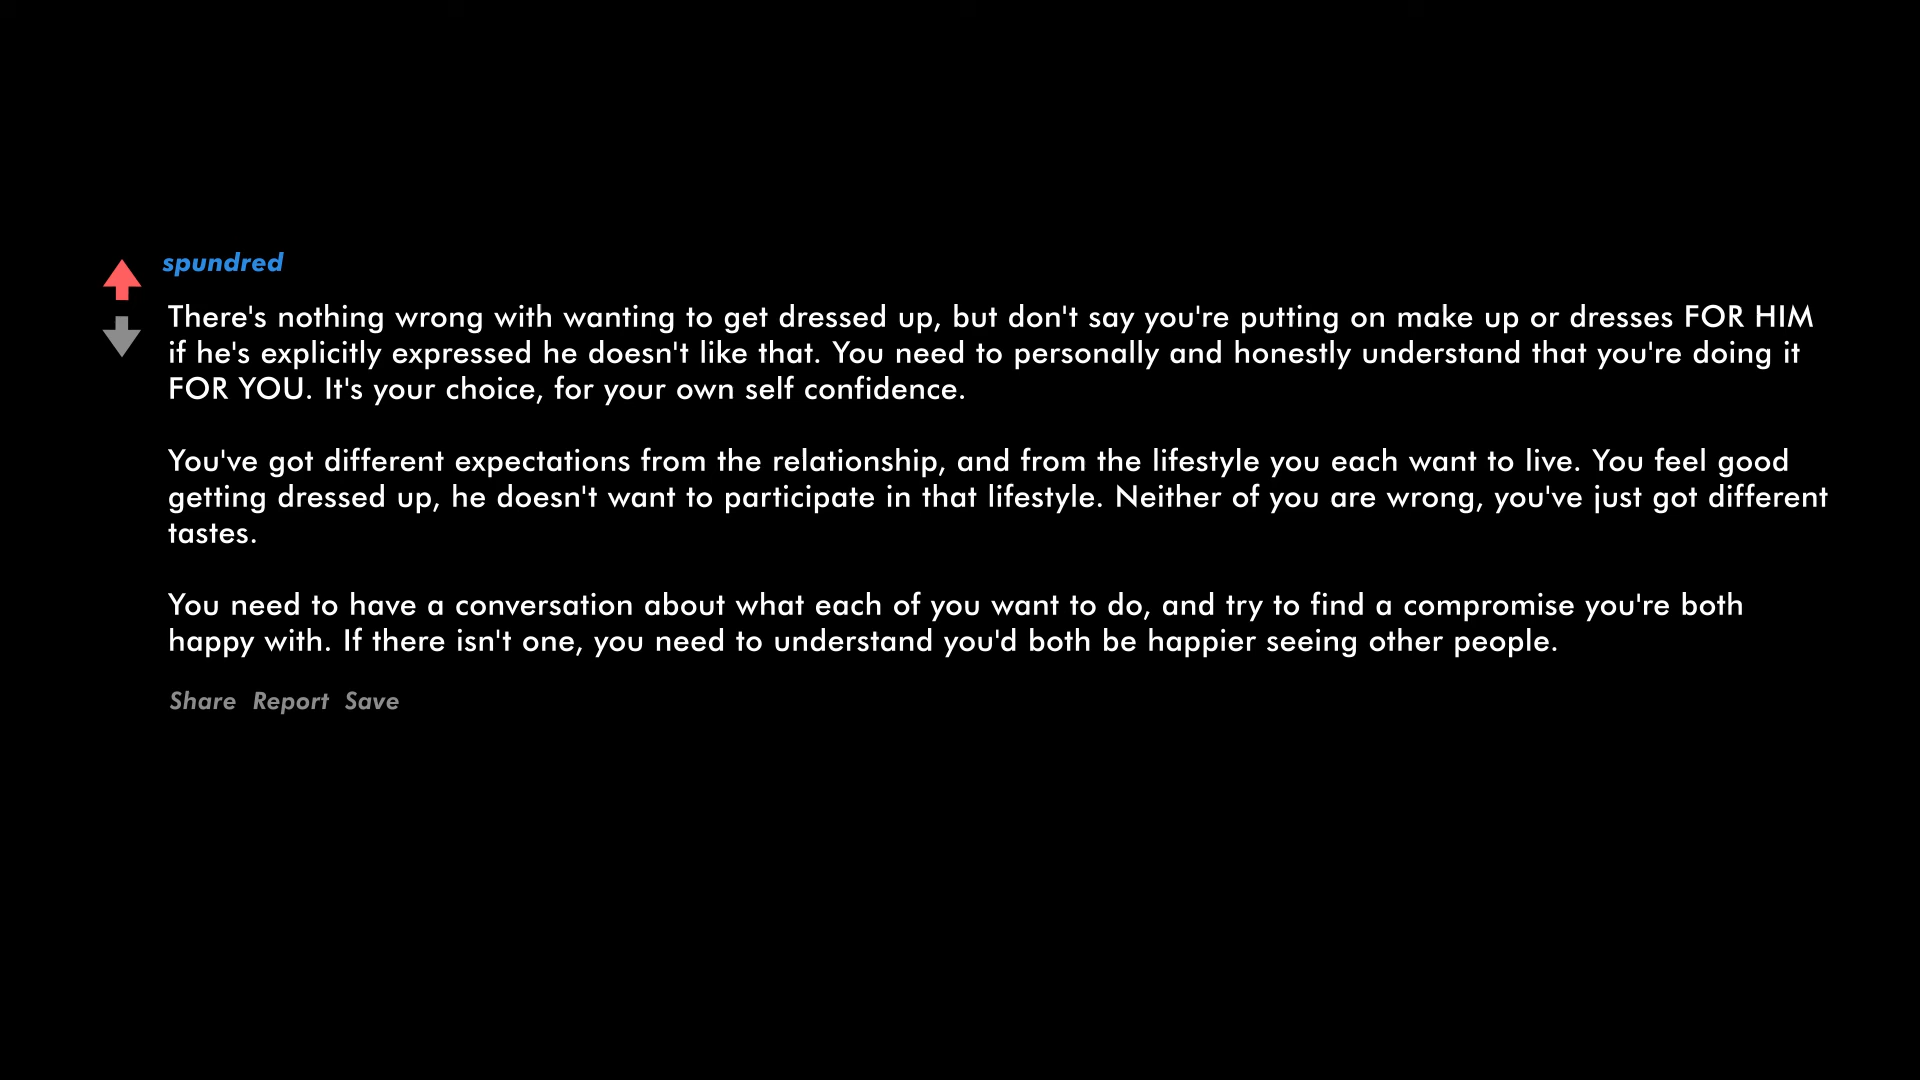 spundred
There's nothing wrong with wanting to get dressed up, but don't say you're putting on make up or dresses FOR HIM
if he's explicitly expressed he doesn't like that. You need to personally and honestly understand that you're doing it
FOR YOU. It's your choice, for your own self confidence.
You've got different expectations from the relationship, and from the lifestyle you each want to live. You feel good
getting dressed up, he doesn't want to participate in that lifestyle. Neither of you are wrong, you've just got different
tastes.
You need to have a conversation about what each of you want to do, and try to find a compromise you're both
happy with. If there isn't one, you need to understand you'd both be happier seeing other people.
Share Report Save